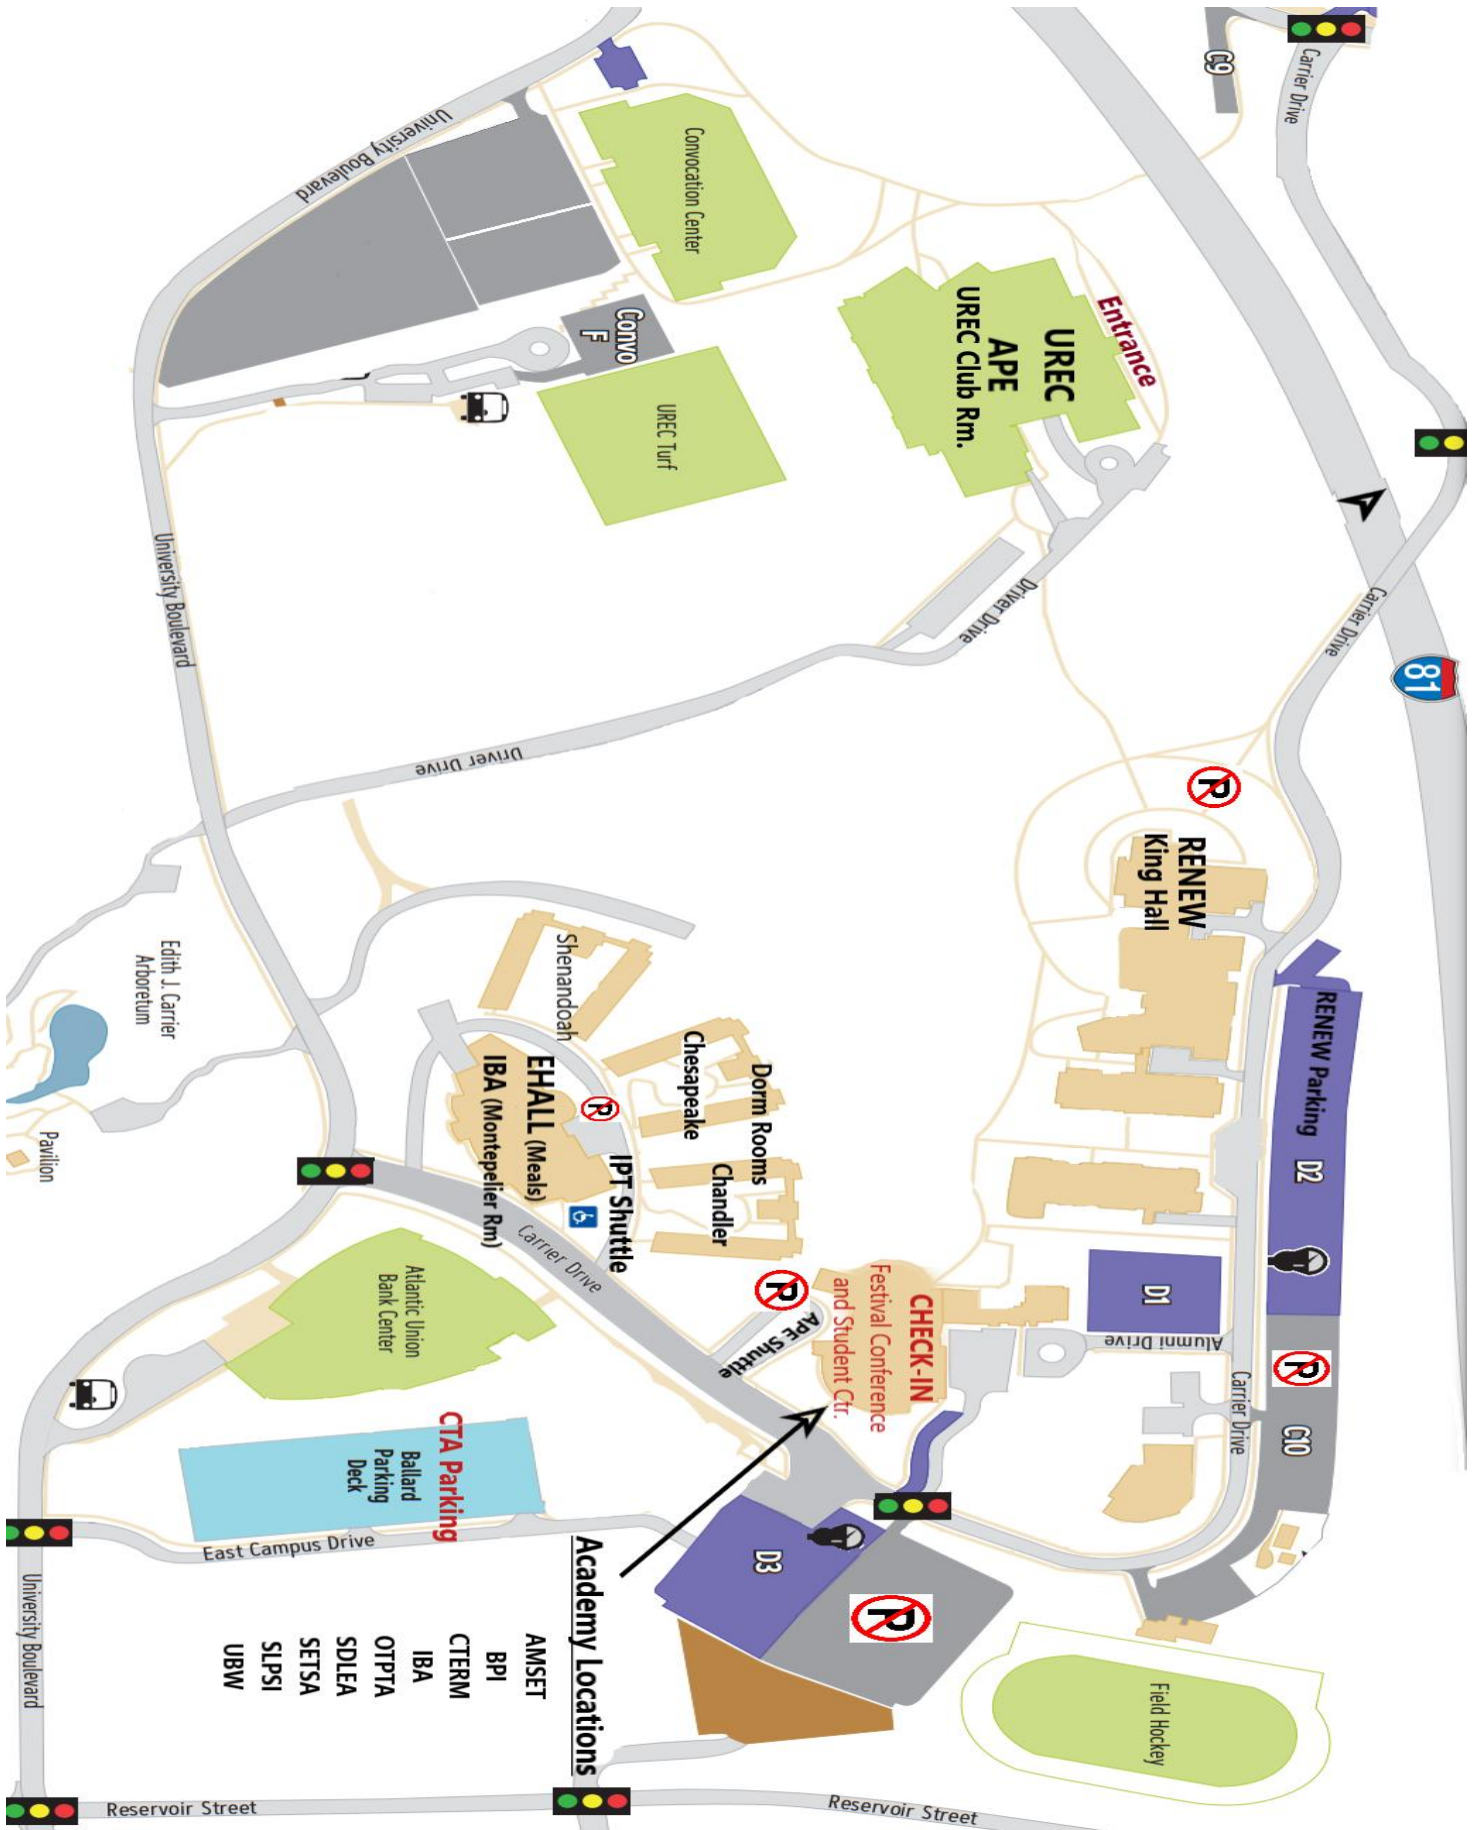 C9
Carrier Drive
University Boulevard
Convocation Center
Entrance
UREC
APE
UREC Club Rm.
Convo
F
UREC Turf
University Boulevard
Driver Drive
Carrier Drive
81
Driver Drive
P
RENEW
King Hall
Edith J. Carrier
Arboretum
Pavilion
Shenandoah
Chesapeake
Dorm Rooms
Chandler
EHALL (Meals)
IBA (Montepelier Rm)
P
IPT Shuttle
Carrier Drive
RENEW Parking
D2
D1
Alumni Drive
P
C10
Carrier Drive
P
APE Shuttle
CHECK-IN
Festival Conference
and Student Ctr.
Atlantic Union
Bank Center
CTA Parking
Ballard
Parking
Deck
East Campus Drive
D3
P
University Boulevard
Academy Locations
AMSET
BPI
CTERM
IBA
OTPTA
SDLEA
SETSA
SLPSI
UBW
Field Hockey
Reservoir Street
Reservoir Street